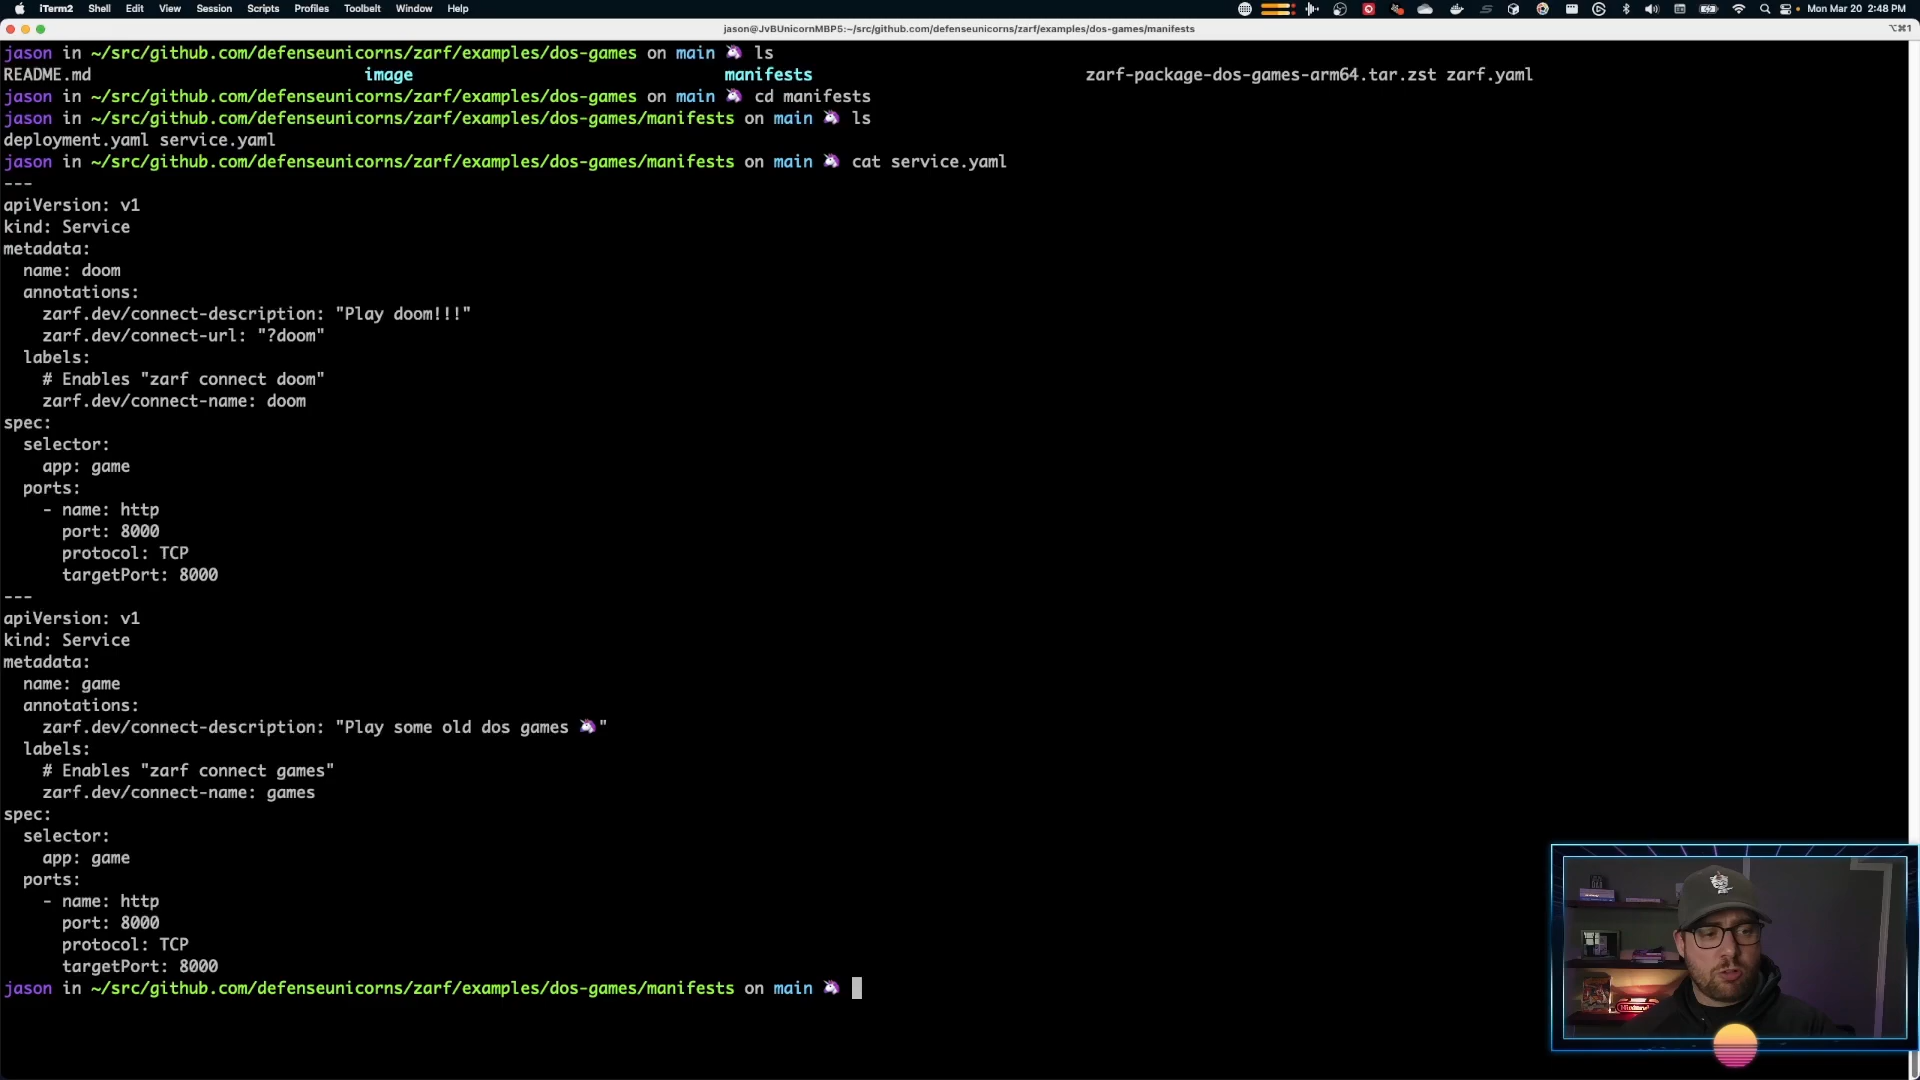 iTerm2 Shell Edit View Session Scripts Profiles Toolbelt Window Help Mon Mar 20 2:48 PM
jason@JvBUnicornMBP5:~/src/github.com/defenseunicorns/zarf/examples/dos-games/manifests ⌥⌘1
jason in ~/src/github.com/defenseunicorns/zarf/examples/dos-games on main 🦄 ls
README.md image manifests zarf-package-dos-games-arm64.tar.zst zarf.yaml
jason in ~/src/github.com/defenseunicorns/zarf/examples/dos-games on main 🦄 cd manifests
jason in ~/src/github.com/defenseunicorns/zarf/examples/dos-games/manifests on main 🦄 ls
deployment.yaml service.yaml
jason in ~/src/github.com/defenseunicorns/zarf/examples/dos-games/manifests on main 🦄 cat service.yaml
---
apiVersion: v1
kind: Service
metadata:
  name: doom
  annotations:
    zarf.dev/connect-description: "Play doom!!!"
    zarf.dev/connect-url: "?doom"
  labels:
    # Enables "zarf connect doom"
    zarf.dev/connect-name: doom
spec:
  selector:
    app: game
  ports:
    - name: http
      port: 8000
      protocol: TCP
      targetPort: 8000
---
apiVersion: v1
kind: Service
metadata:
  name: game
  annotations:
    zarf.dev/connect-description: "Play some old dos games 🦄"
  labels:
    # Enables "zarf connect games"
    zarf.dev/connect-name: games
spec:
  selector:
    app: game
  ports:
    - name: http
      port: 8000
      protocol: TCP
      targetPort: 8000
jason in ~/src/github.com/defenseunicorns/zarf/examples/dos-games/manifests on main 🦄